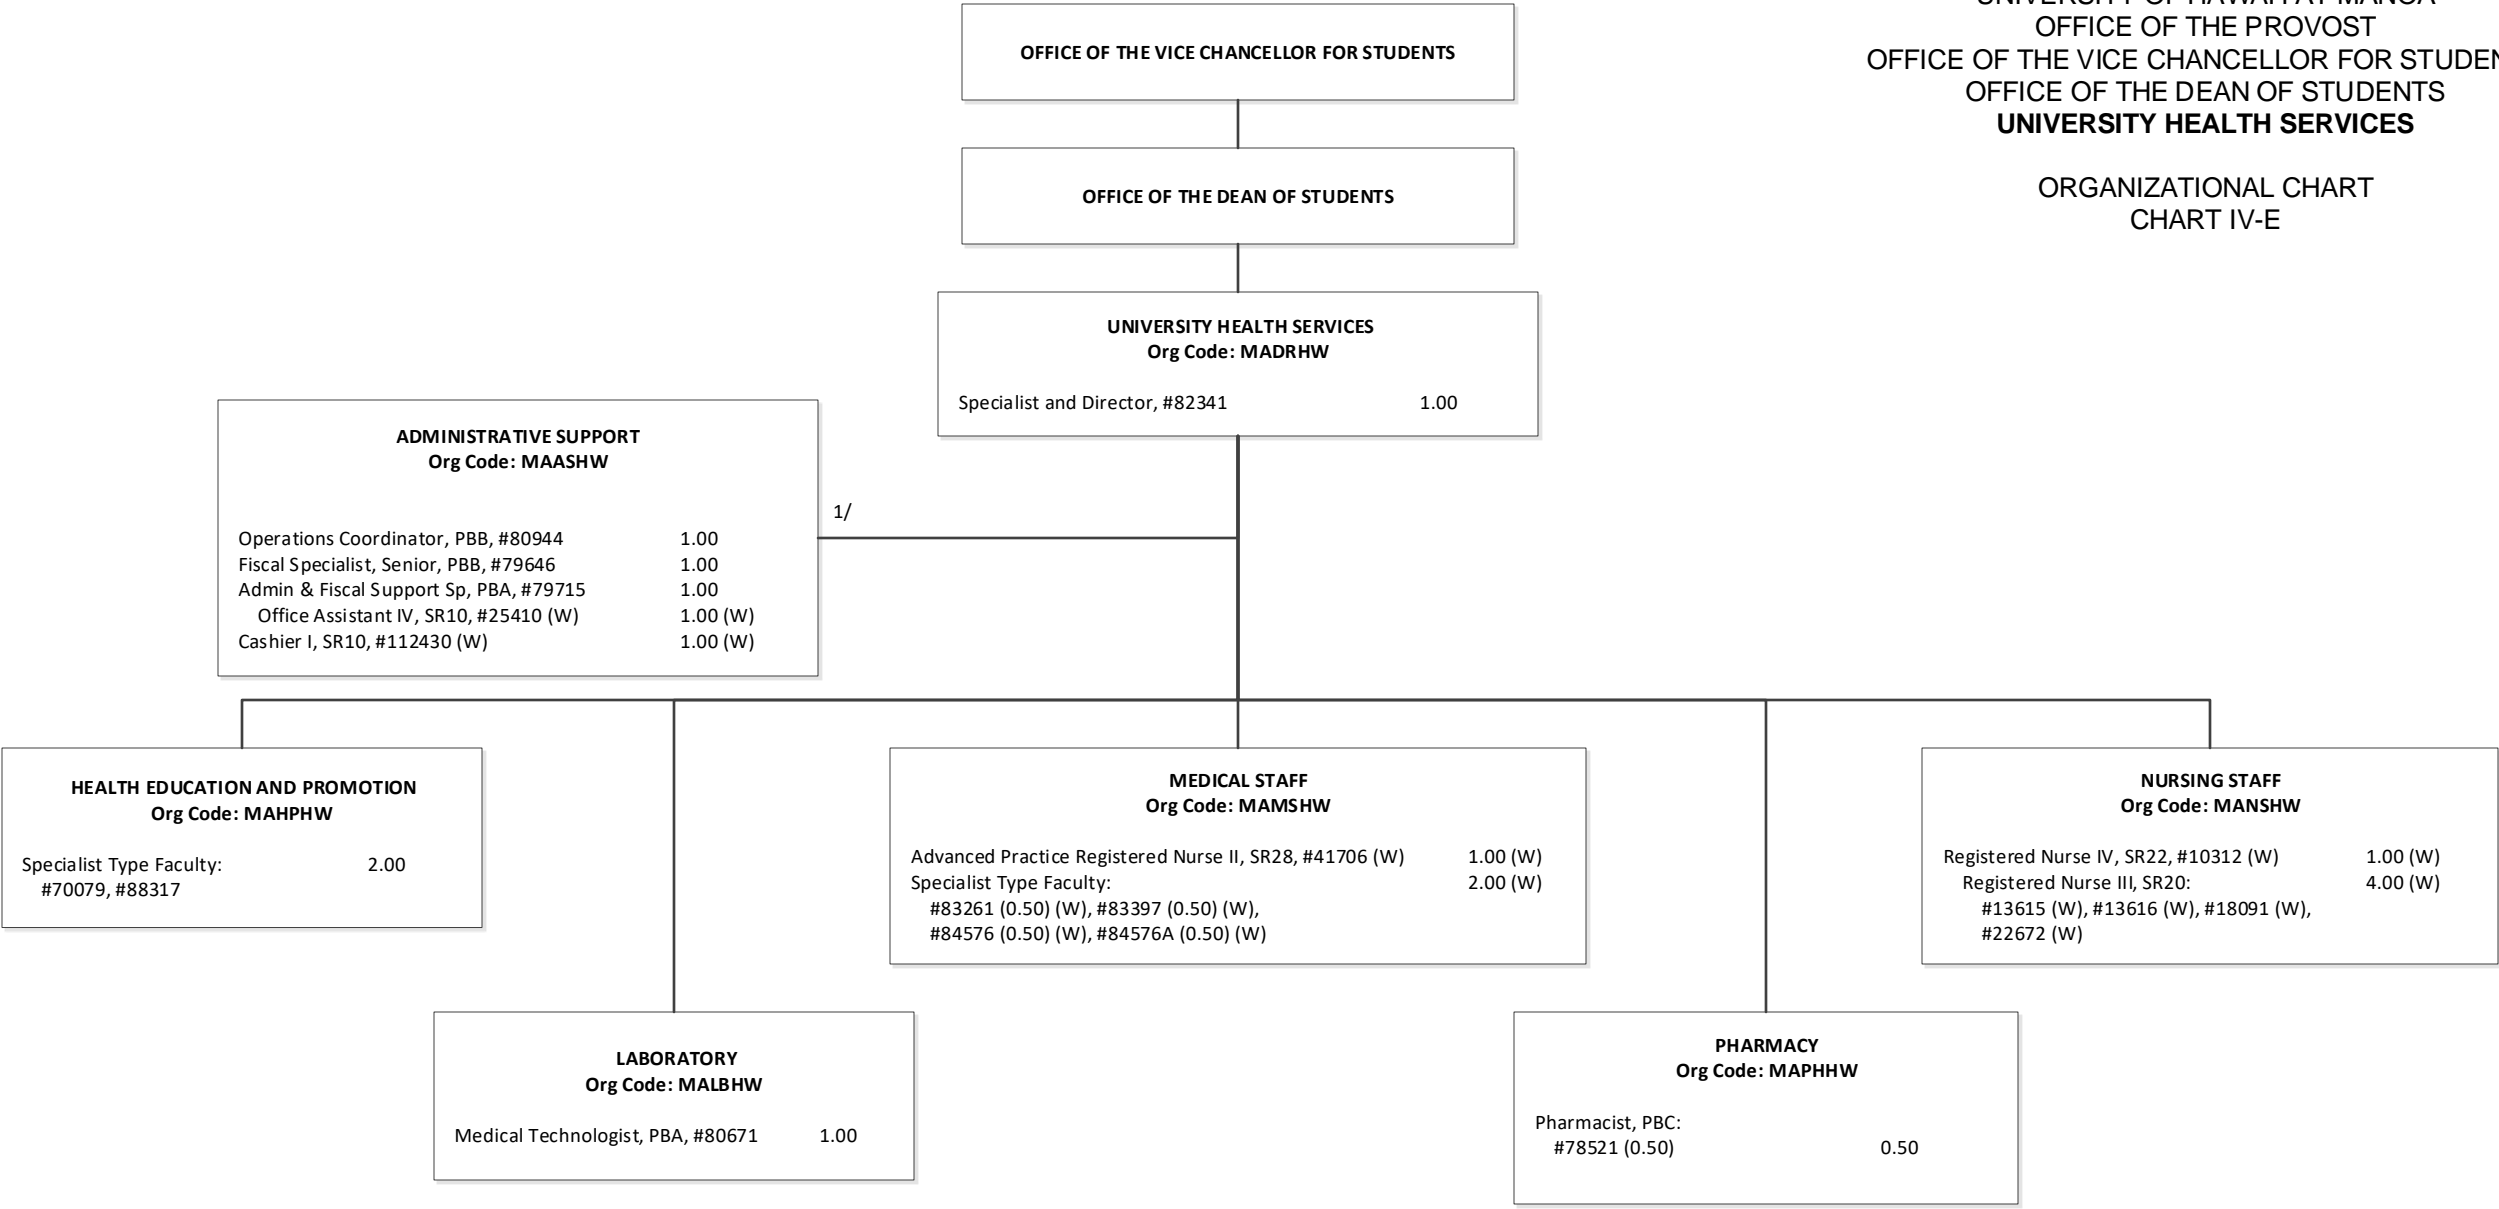 OFFICE OF THE PROVOST
OFFICE OF THE VICE CHANCELLOR FOR
OFFICE OF THE DEAN OF STUDENTS
UNIVERSITY HEALTH SERVICES
ORGANIZATIONAL CHART
CHART IV-E
OFFICE OF THE VICE CHANCELLOR FOR STUDENTS
OFFICE OF THE DEAN OF STUDENTS
UNIVERSITY HEALTH SERVICES
Org Code: MADRHW
Specialist and Director, #82341 1.00
ADMINISTRATIVE SUPPORT
Org Code: MAASHW
1/
Operations Coordinator, PBB, #80944 1.00
Fiscal Specialist, Senior, PBB, #79646 1.00
Admin & Fiscal Support Sp, PBA, #79715 1.00
Office Assistant IV, SR10, #25410 (W) 1.00 (W)
Cashier I, SR10, #112430 (W) 1.00 (W)
HEALTH EDUCATION AND PROMOTION
Org Code: MAHPHW
Specialist Type Faculty: 2.00
#70079, #88317
MEDICAL STAFF
Org Code: MAMSHW
Advanced Practice Registered Nurse II, SR28, #41706 (W) 1.00 (W)
Specialist Type Faculty: 2.00 (W)
#83261 (0.50) (W), #83397 (0.50) (W),
#84576 (0.50) (W), #84576A (0.50) (W)
NURSING STAFF
Org Code: MANSHW
Registered Nurse IV, SR22, #10312 (W) 1.00 (W)
Registered Nurse III, SR20: 4.00 (W)
#13615 (W), #13616 (W), #18091 (W),
#22672 (W)
LABORATORY
Org Code: MALBHW
Medical Technologist, PBA, #80671 1.00
PHARMACY
Org Code: MAPHHW
Pharmacist, PBC:
#78521 (0.50) 0.50